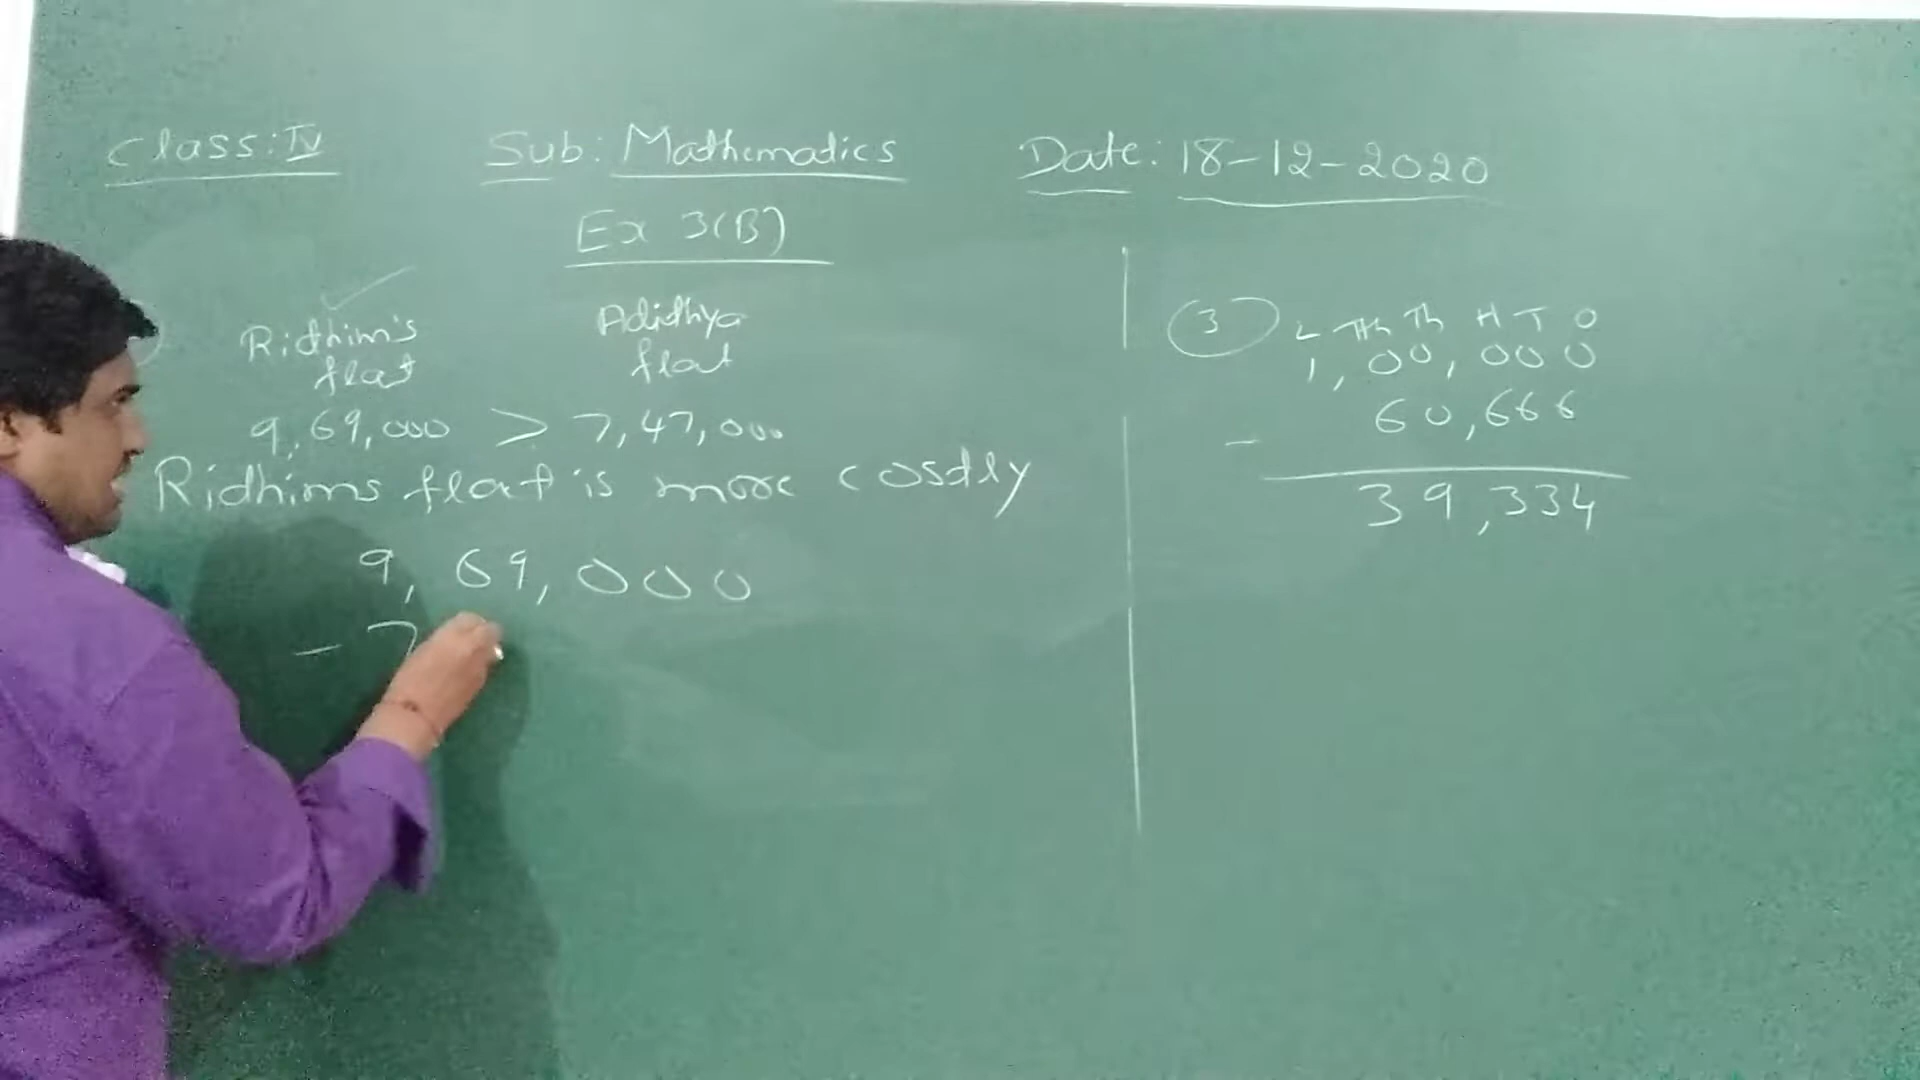 Class: IV Sub: Mathematics Date: 18-12-2020
Ex 3(B)
Ridhim's flat
Adidhya flat
9,69,000 > 7,47,000
Ridhims flat is more costly
9,69,000
- 7
3
L TTh Th H T O
1,00,000
- 60,666
39,334